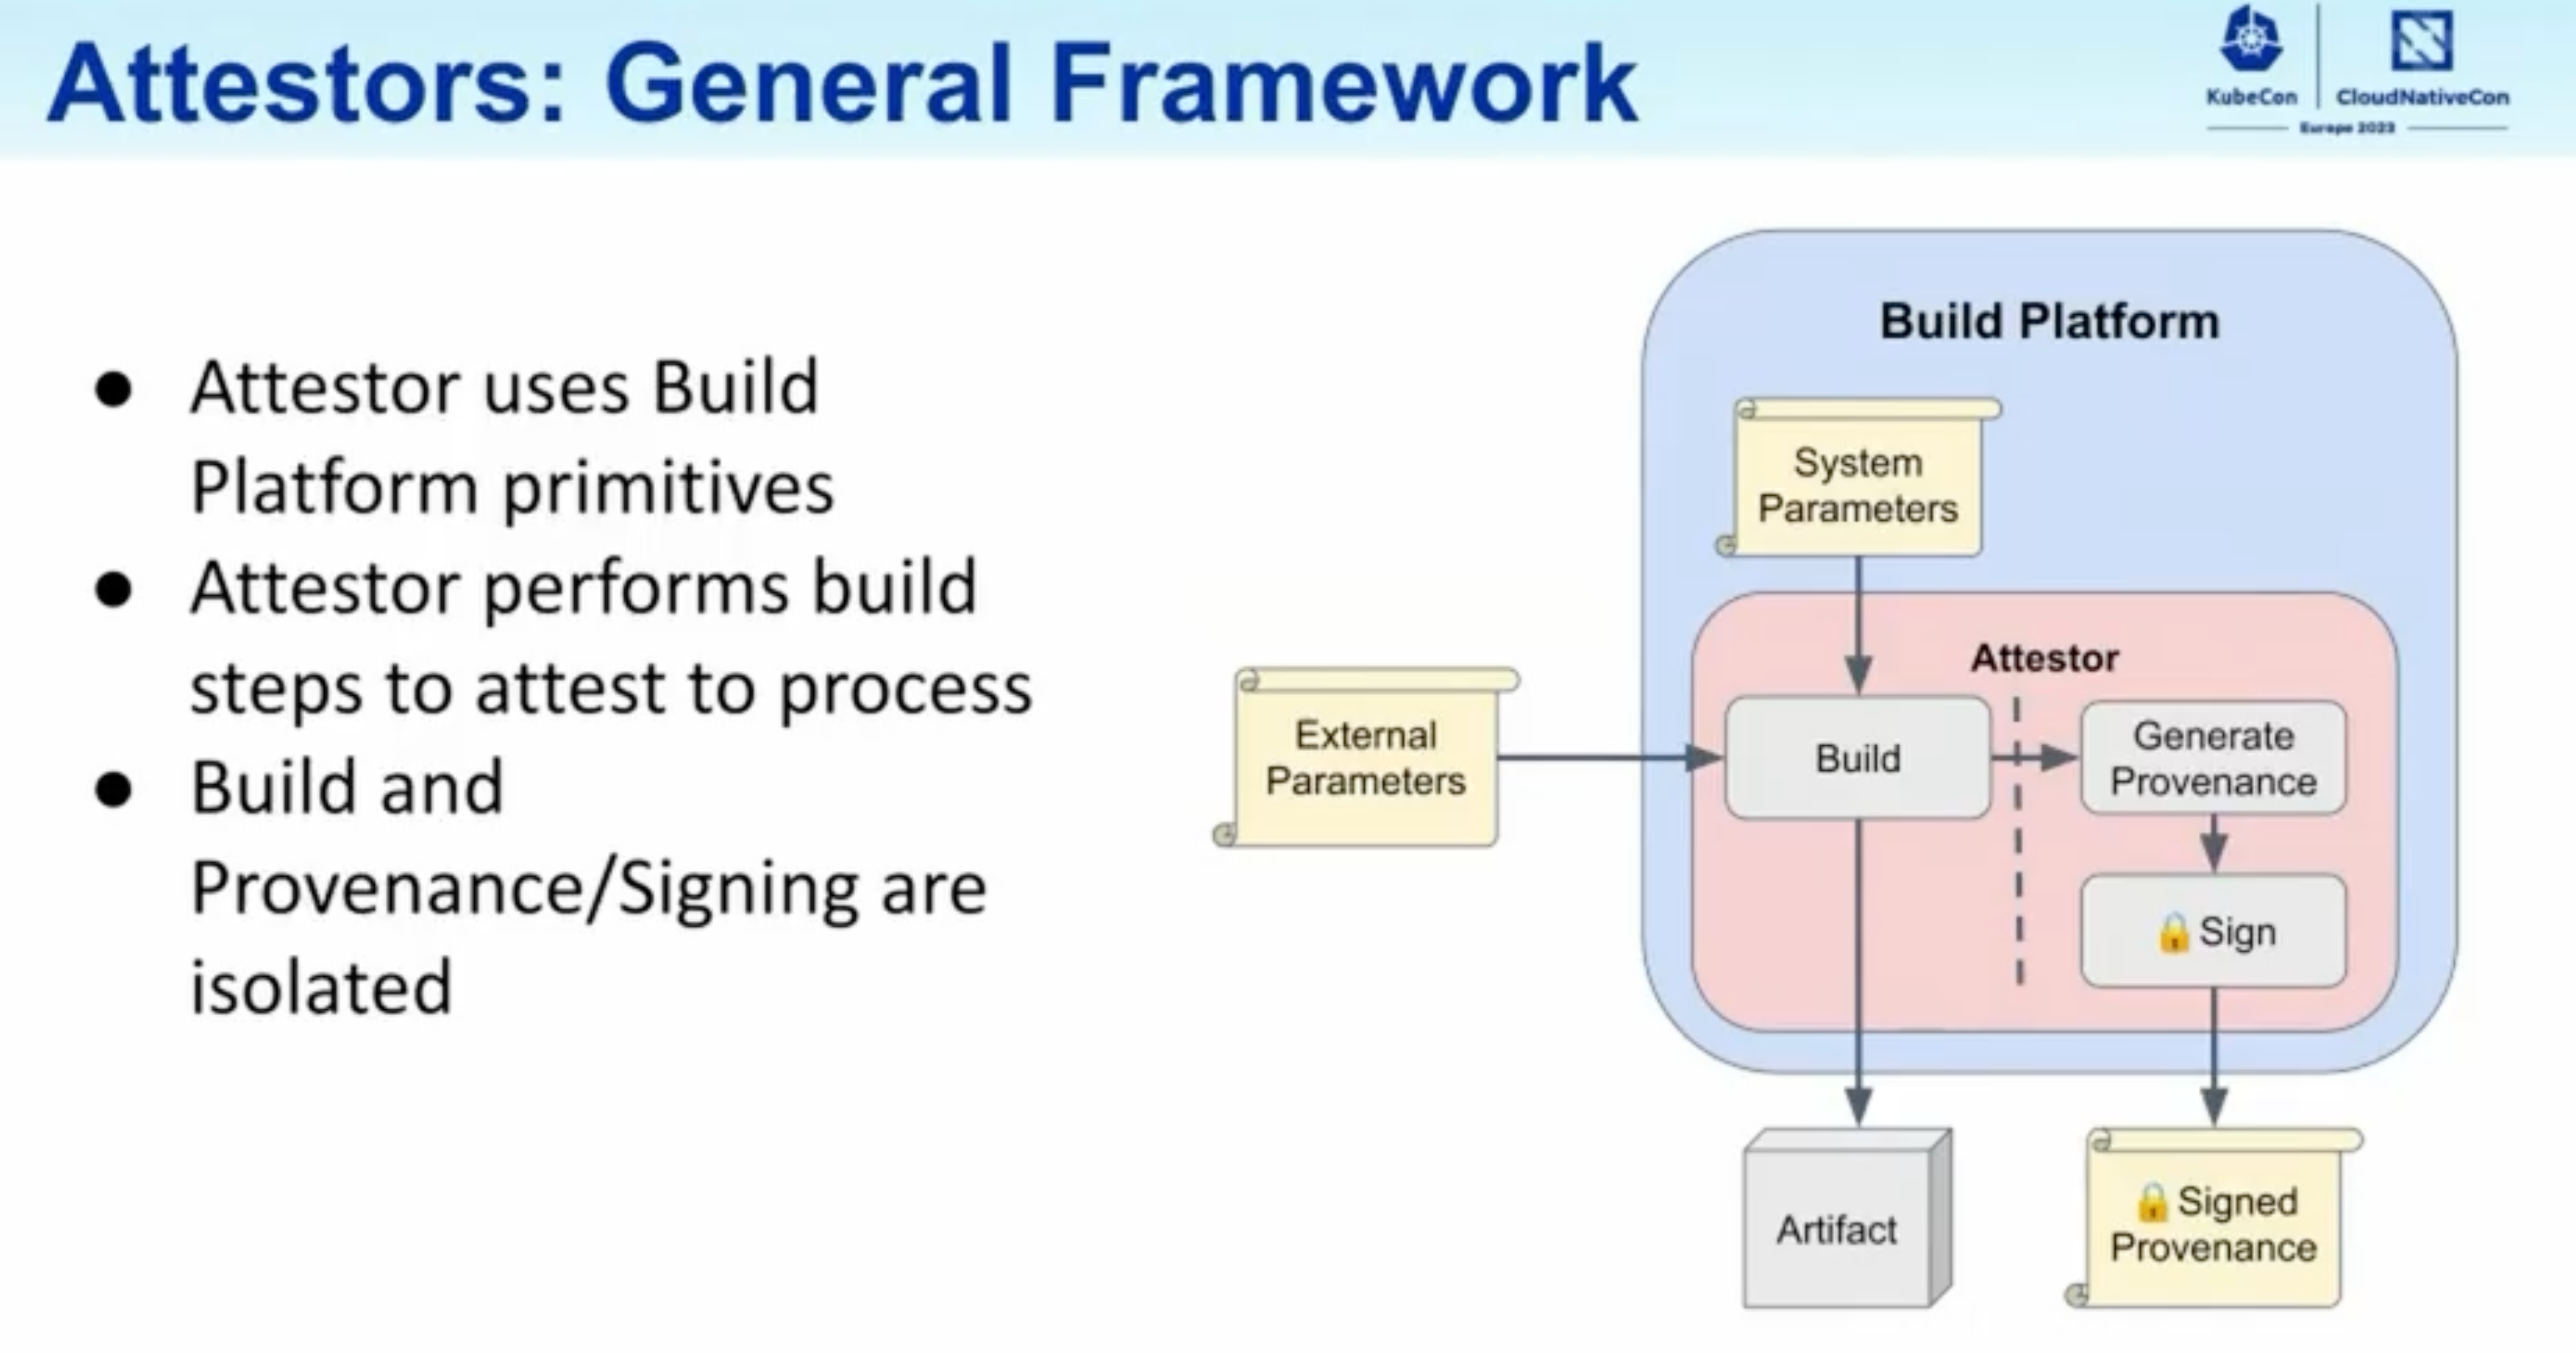 Attestors: General Framework
KubeCon
CloudNativeCon
Europe 2023
● Attestor uses Build
Platform primitives
● Attestor performs build
steps to attest to process
● Build and
Provenance/Signing are
isolated
Build Platform
System
Parameters
Attestor
External
Parameters
Build
Generate
Provenance
🔒 Sign
Artifact
🔒 Signed
Provenance